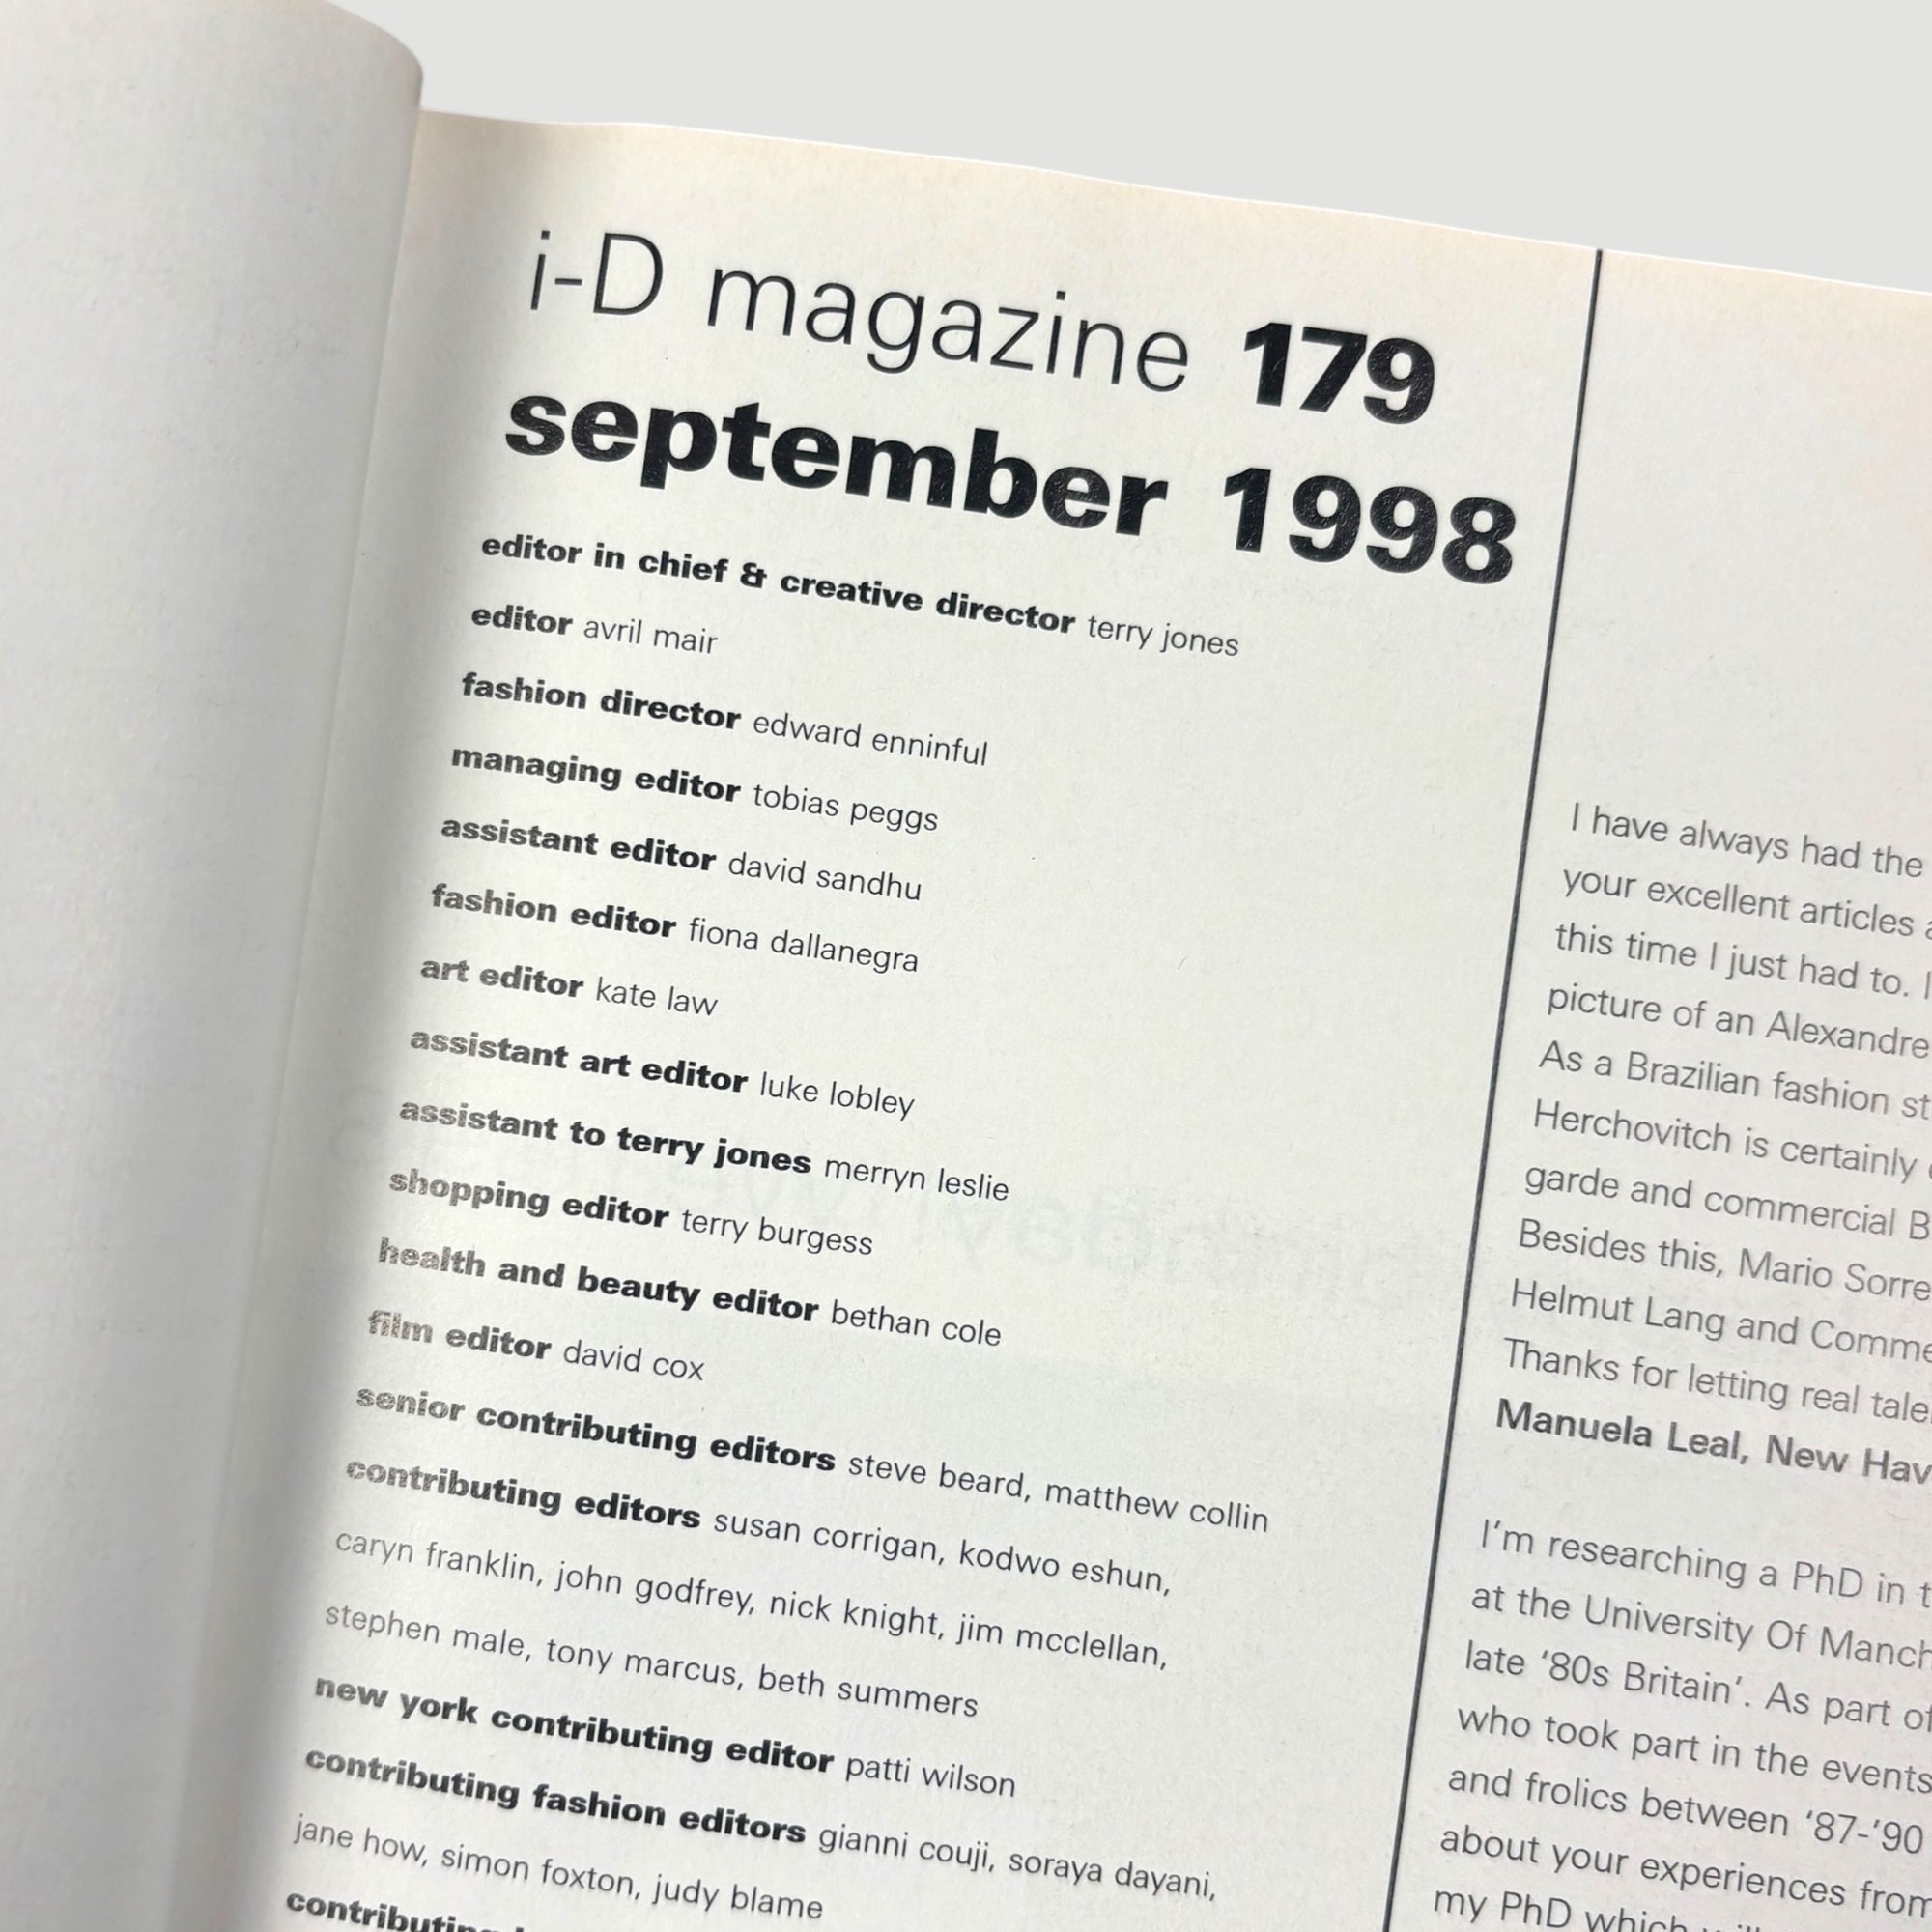 i-D magazine 179
september 1998
editor in chief & creative director terry jones
editor avril mair
fashion director edward enninful
managing editor tobias peggs
assistant editor david sandhu
fashion editor fiona dallanegra
art editor kate law
assistant art editor luke lobley
assistant to terry jones merryn leslie
shopping editor terry burgess
health and beauty editor bethan cole
film editor david cox
senior contributing editors steve beard, matthew collin
contributing editors susan corrigan, kodwo eshun,
caryn franklin, john godfrey, nick knight, jim mcclellan,
stephen male, tony marcus, beth summers
new york contributing editor patti wilson
contributing fashion editors gianni couji, soraya dayani,
jane how, simon foxton, judy blame
I have always had the
your excellent articles
this time I just had to.
picture of an Alexandre
As a Brazilian fashion
Herchovitch is certainly
garde and commercial
Besides this, Mario
Helmut Lang and
Thanks for letting real
Manuela Leal, New
I'm researching a PhD in
at the University Of
late '80s Britain'. As part of
who took part in the events
and frolics between '87-'90
about your experiences from
my PhD which